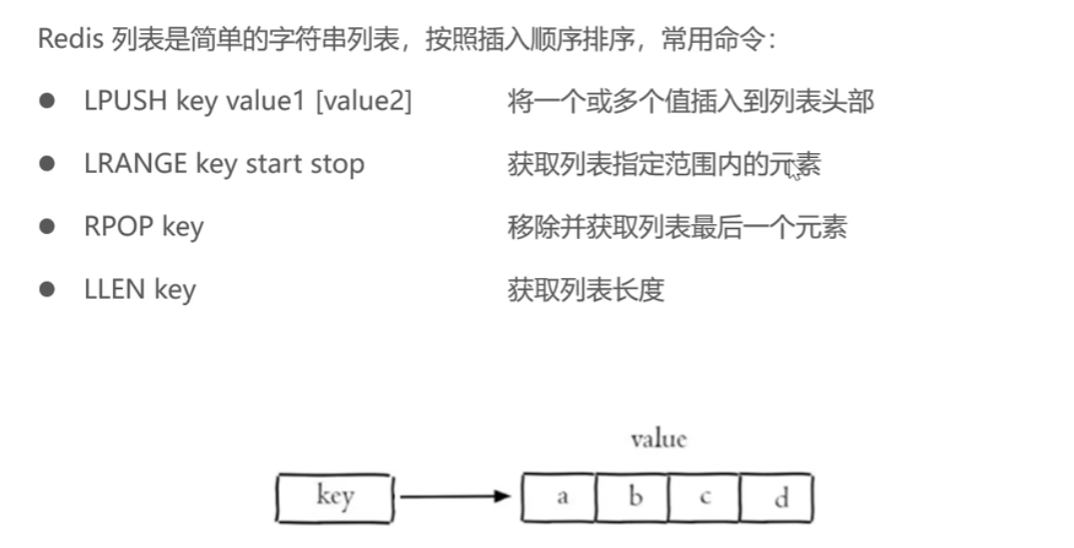 Redis 列表是简单的字符串列表，按照插入顺序排序，常用命令：
● LPUSH key value1 [value2] 将一个或多个值插入到列表头部
● LRANGE key start stop 获取列表指定范围内的元素
● RPOP key 移除并获取列表最后一个元素
● LLEN key 获取列表长度
value
key a b c d